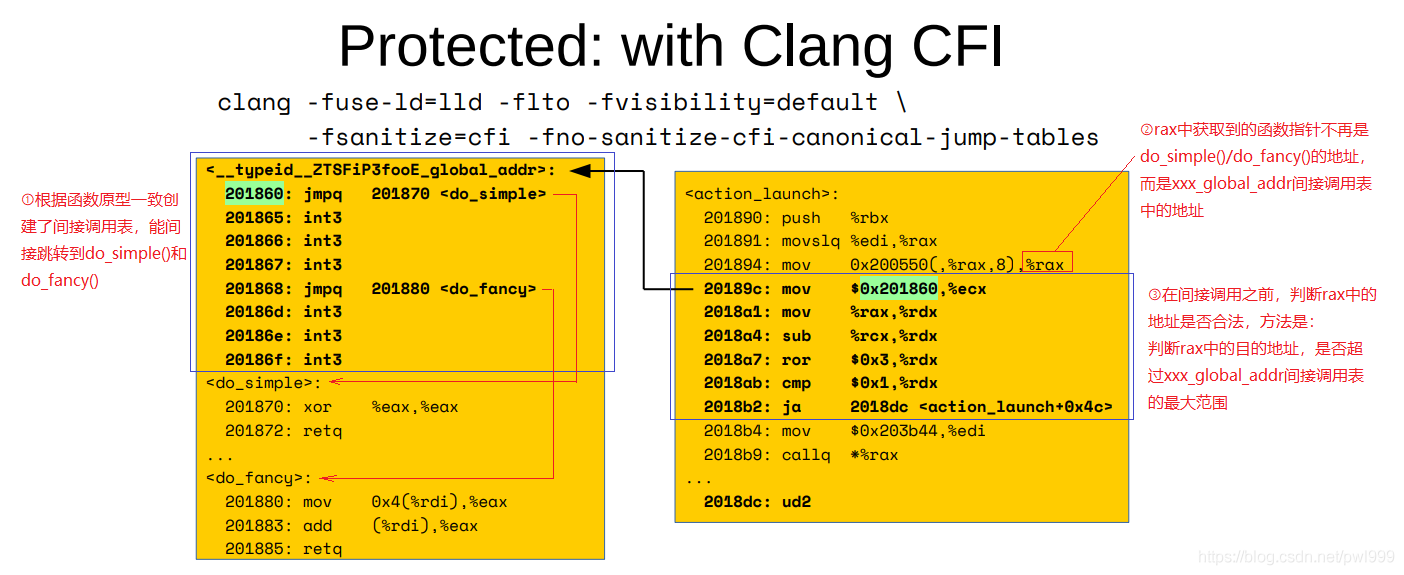 Protected: with Clang CFI
clang -fuse-ld=lld -flto -fvisibility=default \
-fsanitize=cfi -fno-sanitize-cfi-canonical-jump-tables
①根据函数原型一致创
建了间接调用表，能间
接跳转到do_simple()和
do_fancy()
<__typeid__ZTSFiP3fooE_global_addr>:
201860: jmpq 201870 <do_simple>
201865: int3
201866: int3
201867: int3
201868: jmpq 201880 <do_fancy>
20186d: int3
20186e: int3
20186f: int3
<do_simple>:
201870: xor %eax,%eax
201872: retq
...
<do_fancy>:
201880: mov 0x4(%rdi),%eax
201883: add (%rdi),%eax
201885: retq
<action_launch>:
201890: push %rbx
201891: movslq %edi,%rax
201894: mov 0x200550(,%rax,8),%rax
20189c: mov $0x201860,%ecx
2018a1: mov %rax,%rdx
2018a4: sub %rcx,%rdx
2018a7: ror $0x3,%rdx
2018ab: cmp $0x1,%rdx
2018b2: ja 2018dc <action_launch+0x4c>
2018b4: mov $0x203b44,%edi
2018b9: callq *%rax
...
2018dc: ud2
②rax中获取到的函数指针不再是
do_simple()/do_fancy()的地址，
而是xxx_global_addr间接调用表
中的地址
③在间接调用之前，判断rax中的
地址是否合法，方法是：
判断rax中的目的地址，是否超
过xxx_global_addr间接调用表
的最大范围
https://blog.csdn.net/pwl999